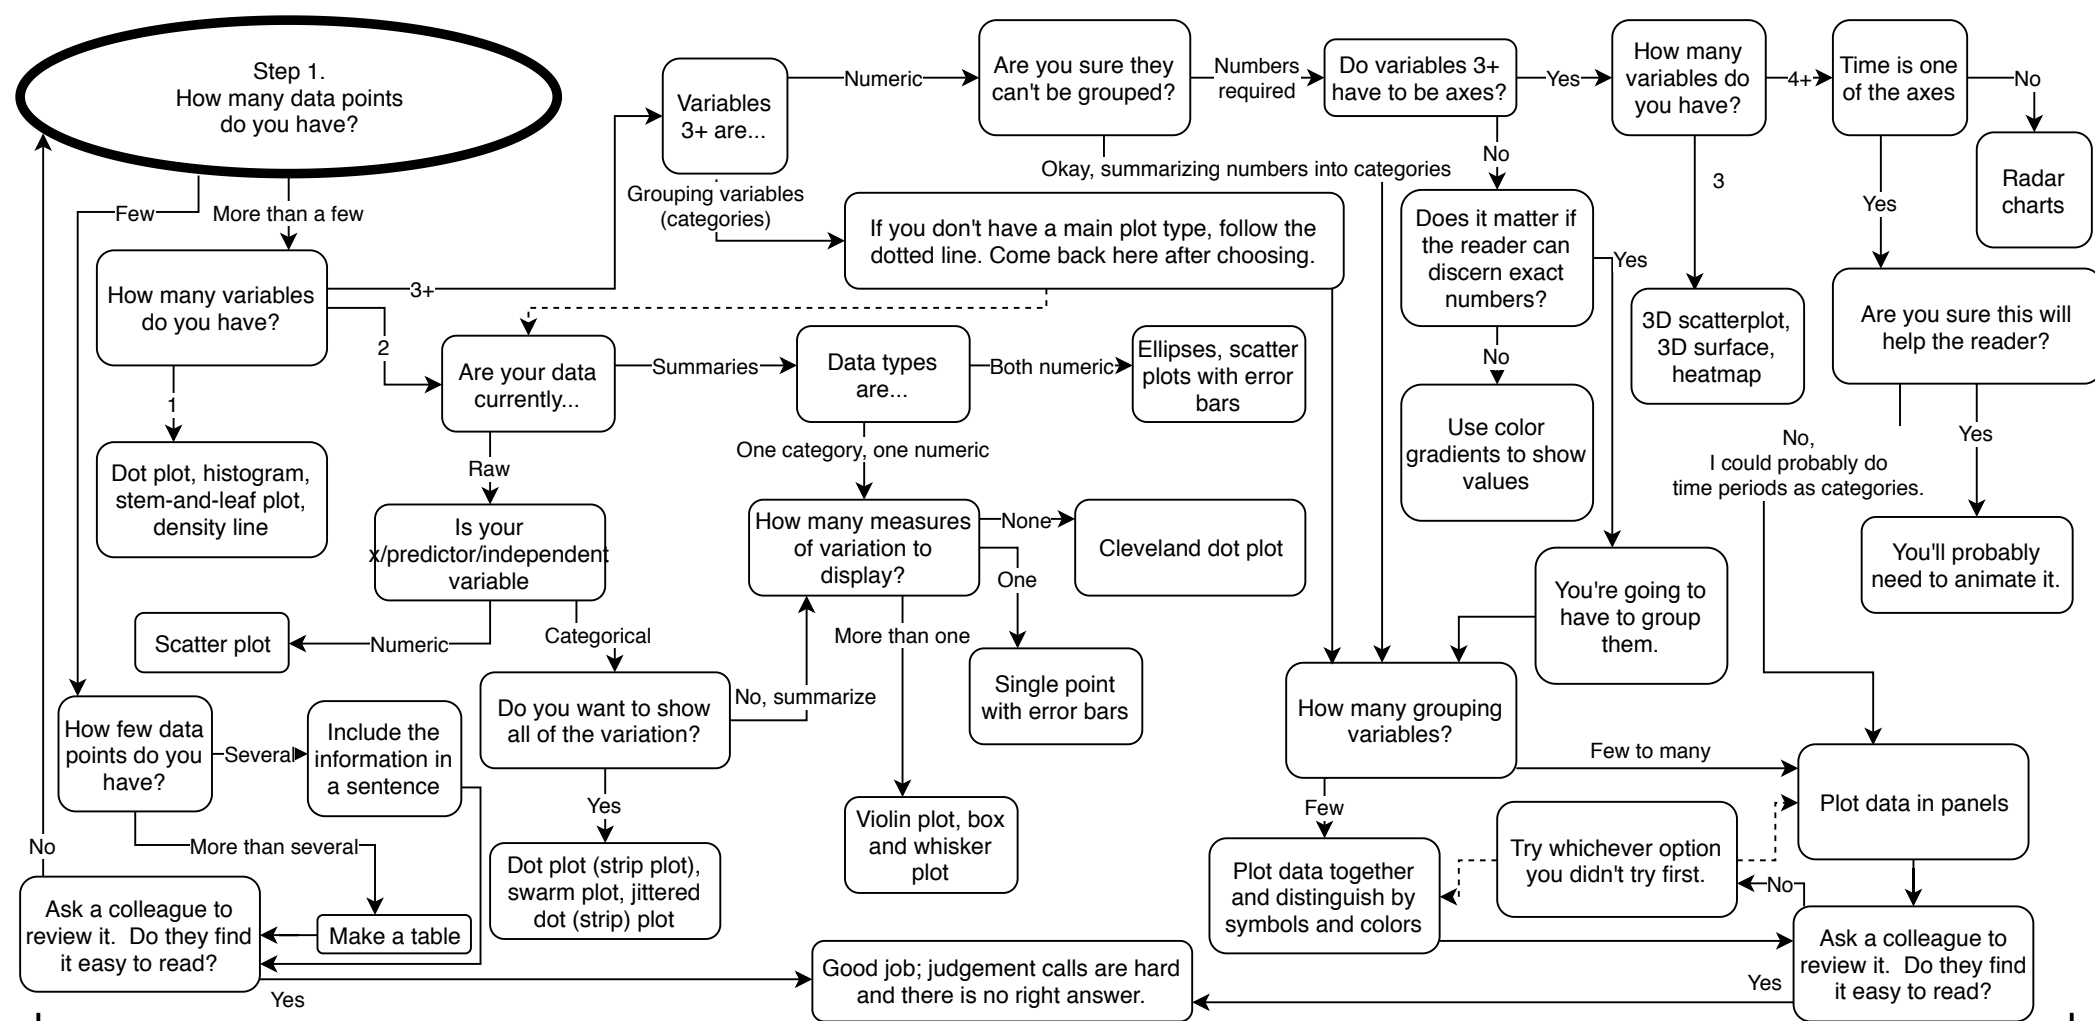 Step 1.
How many data points
do you have?
Few
More than a few
How many variables
do you have?
3+
2
1
Dot plot, histogram,
stem-and-leaf plot,
density line
Variables
3+ are...
Numeric
Grouping variables
(categories)
Are you sure they
can't be grouped?
Numbers
required
Okay, summarizing numbers into categories
Do variables 3+
have to be axes?
Yes
No
How many
variables do
you have?
4+
3
Time is one
of the axes
No
Yes
Radar
charts
If you don't have a main plot type, follow the
dotted line. Come back here after choosing.
Does it matter if
the reader can
discern exact
numbers?
Yes
No
3D scatterplot,
3D surface,
heatmap
Are you sure this will
help the reader?
No,
I could probably do
time periods as categories.
Yes
You'll probably
need to animate it.
Use color
gradients to show
values
You're going to
have to group
them.
Are your data
currently...
Summaries
Raw
Data types
are...
Both numeric
Ellipses, scatter
plots with error
bars
One category, one numeric
How many measures
of variation to
display?
None
Cleveland dot plot
One
Single point
with error bars
More than one
Violin plot, box
and whisker
plot
Is your
x/predictor/independent
variable
Numeric
Scatter plot
Categorical
Do you want to show
all of the variation?
No, summarize
Yes
Dot plot (strip plot),
swarm plot, jittered
dot (strip) plot
How few data
points do you
have?
Several
Include the
information in
a sentence
More than several
Make a table
No
Ask a colleague to
review it. Do they find
it easy to read?
Yes
Good job; judgement calls are hard
and there is no right answer.
How many grouping
variables?
Few to many
Few
Plot data together
and distinguish by
symbols and colors
Try whichever option
you didn't try first.
Plot data in panels
No
Ask a colleague to
review it. Do they find
it easy to read?
Yes